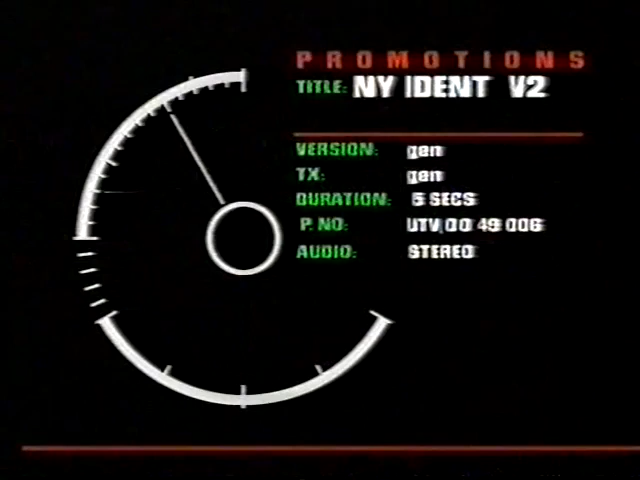 PROMOTIONS
TITLE: NY IDENT V2
VERSION: gen
TX: gen
DURATION: 5 SECS
P. NO: UTV/00 49 006
AUDIO: STEREO